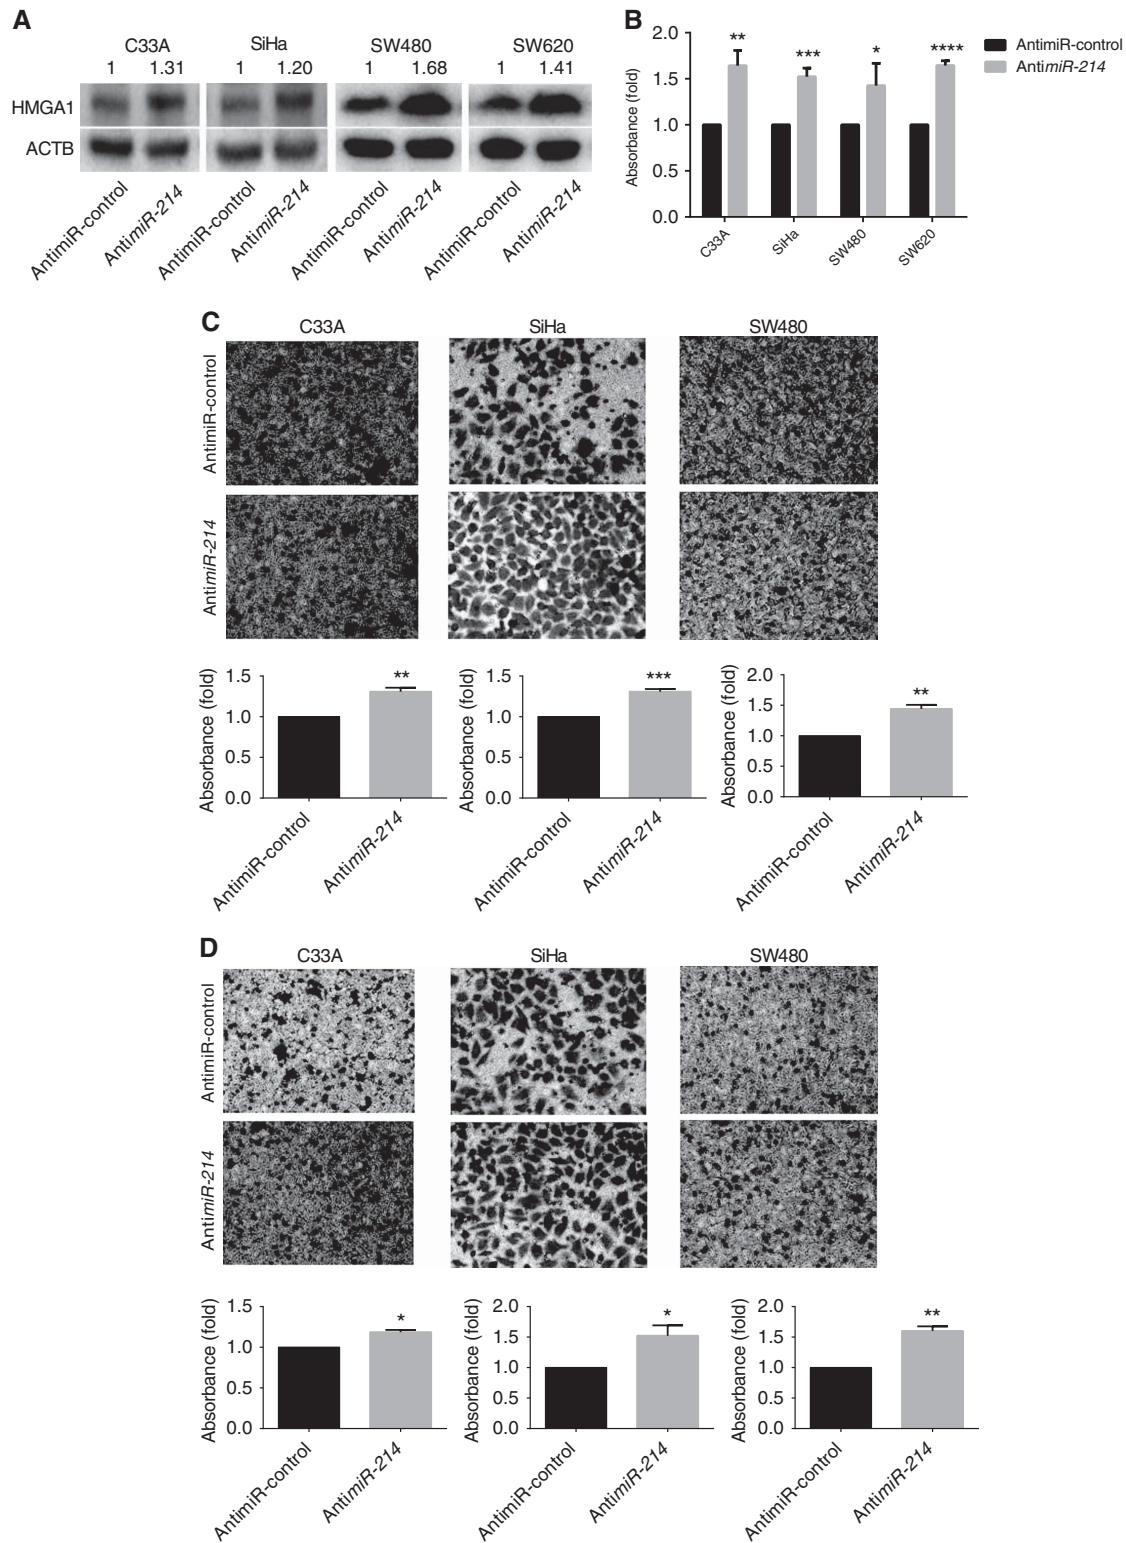 A
C33A SiHa SW480 SW620
1 1.31 1 1.20 1 1.68 1 1.41
HMGA1
ACTB
AntimiR-control AntimiR-214 AntimiR-control AntimiR-214 AntimiR-control AntimiR-214 AntimiR-control AntimiR-214
B
AntimiR-control
AntimiR-214
Absorbance (fold)
2.0
1.5
1.0
0.5
0.0
** *** * ****
C33A SiHa SW480 SW620
C
C33A SiHa SW480
AntimiR-control
AntimiR-214
Absorbance (fold)
1.5
1.0
0.5
0.0
**
AntimiR-control AntimiR-214
Absorbance (fold)
1.5
1.0
0.5
0.0
***
AntimiR-control AntimiR-214
Absorbance (fold)
2.0
1.5
1.0
0.5
0.0
**
AntimiR-control AntimiR-214
D
C33A SiHa SW480
AntimiR-control
AntimiR-214
Absorbance (fold)
1.5
1.0
0.5
0.0
*
AntimiR-control AntimiR-214
Absorbance (fold)
2.0
1.5
1.0
0.5
0.0
*
AntimiR-control AntimiR-214
Absorbance (fold)
2.0
1.5
1.0
0.5
0.0
**
AntimiR-control AntimiR-214